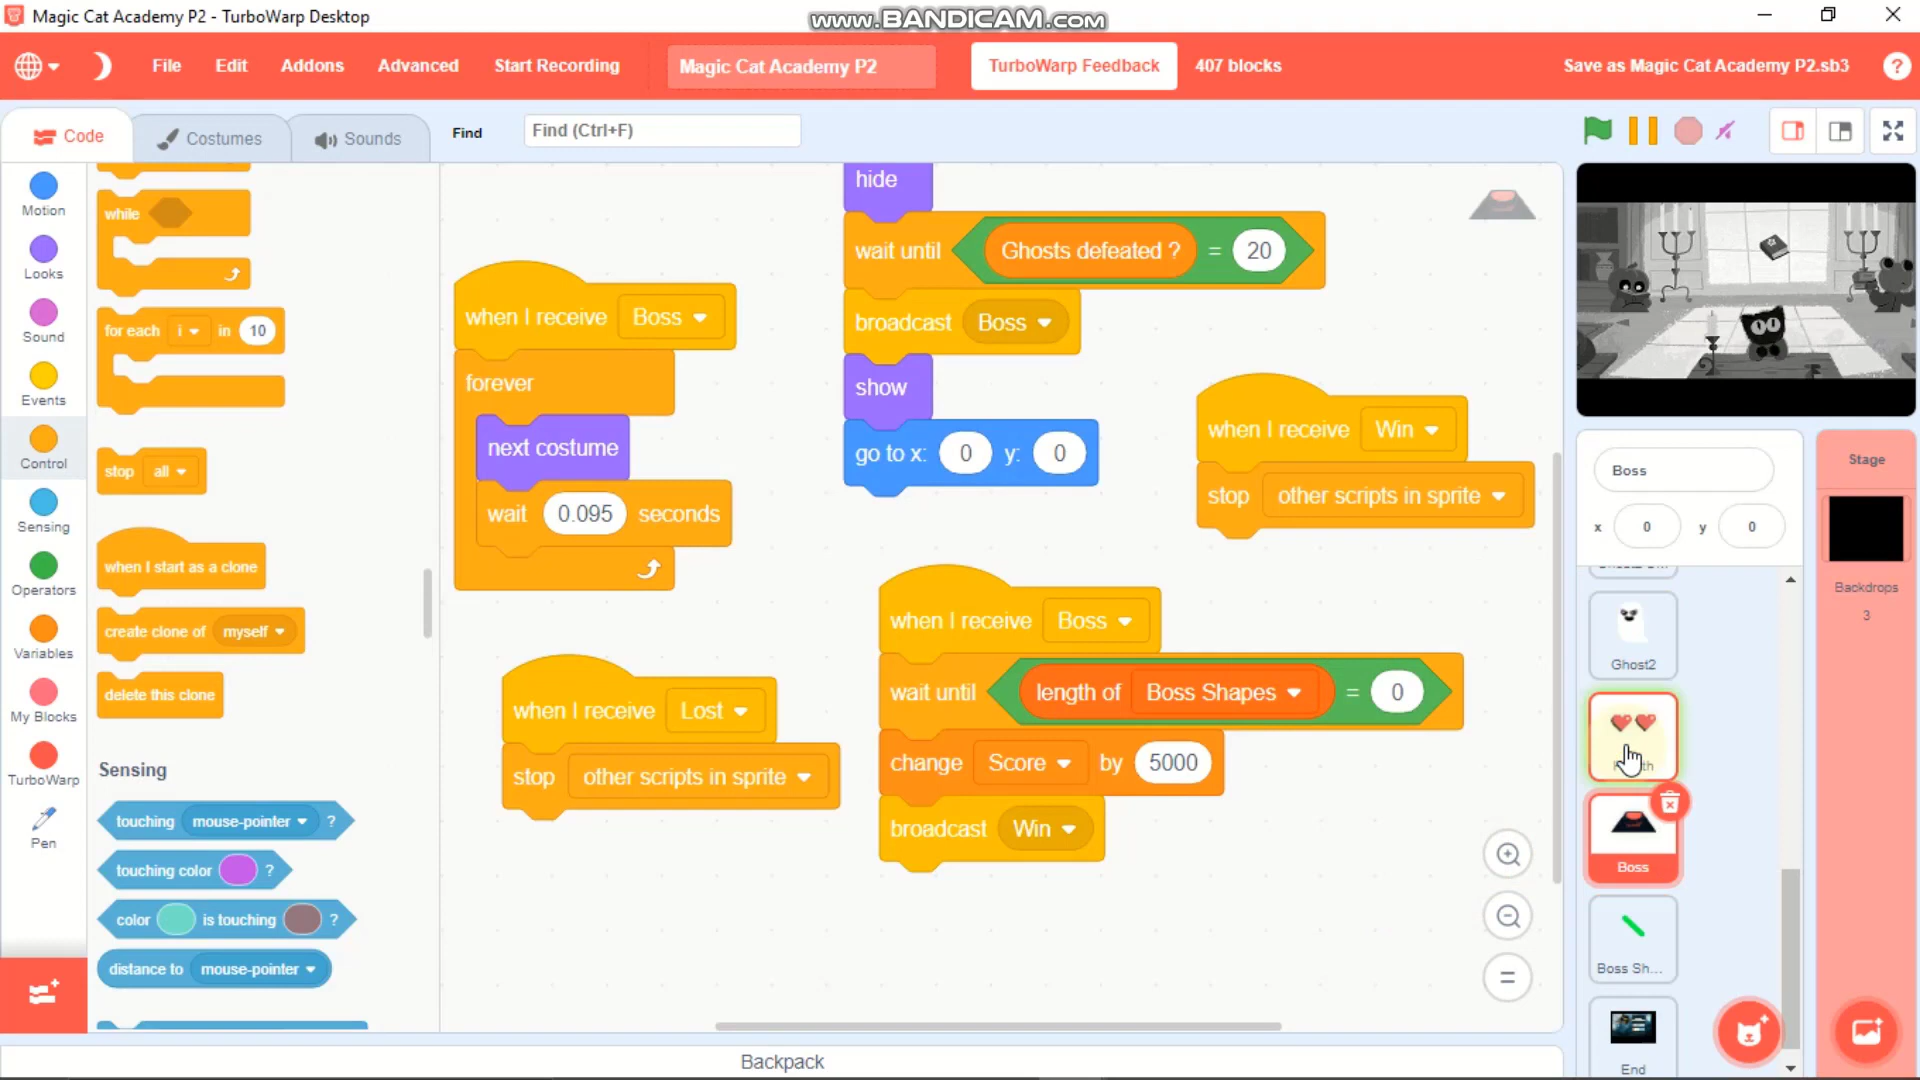 Magic Cat Academy P2 - TurboWarp Desktop
www.BANDICAM.com
File Edit Addons Advanced Start Recording
Magic Cat Academy P2
TurboWarp Feedback
407 blocks
Save as Magic Cat Academy P2.sb3
?
Code
Costumes
Sounds
Find
Find (Ctrl+F)
Motion
Looks
Sound
Events
Control
Sensing
Operators
Variables
My Blocks
TurboWarp
Pen
while
for each i in 10
stop all
when I start as a clone
create clone of myself
delete this clone
Sensing
touching mouse-pointer ?
touching color ?
color is touching ?
distance to mouse-pointer
when I receive Boss
forever
next costume
wait 0.095 seconds
when I receive Lost
stop other scripts in sprite
hide
wait until Ghosts defeated ? = 20
broadcast Boss
show
go to x: 0 y: 0
when I receive Win
stop other scripts in sprite
when I receive Boss
wait until length of Boss Shapes = 0
change Score by 5000
broadcast Win
=
Backpack
Boss
x 0 y 0
Ghost2
Boss
Boss Sh...
End
Stage
Backdrops
3